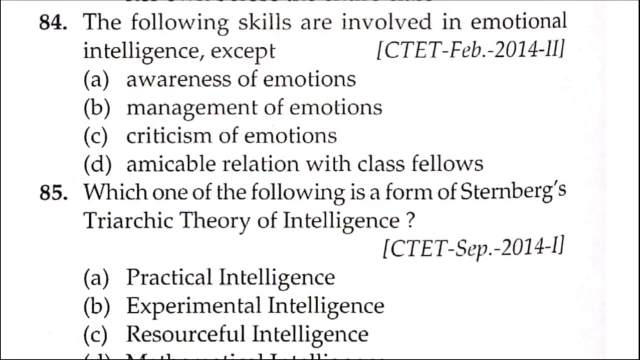 84. The following skills are involved in emotional
intelligence, except [CTET-Feb.-2014-II]
(a) awareness of emotions
(b) management of emotions
(c) criticism of emotions
(d) amicable relation with class fellows
85. Which one of the following is a form of Sternberg's
Triarchic Theory of Intelligence ?
[CTET-Sep.-2014-I]
(a) Practical Intelligence
(b) Experimental Intelligence
(c) Resourceful Intelligence